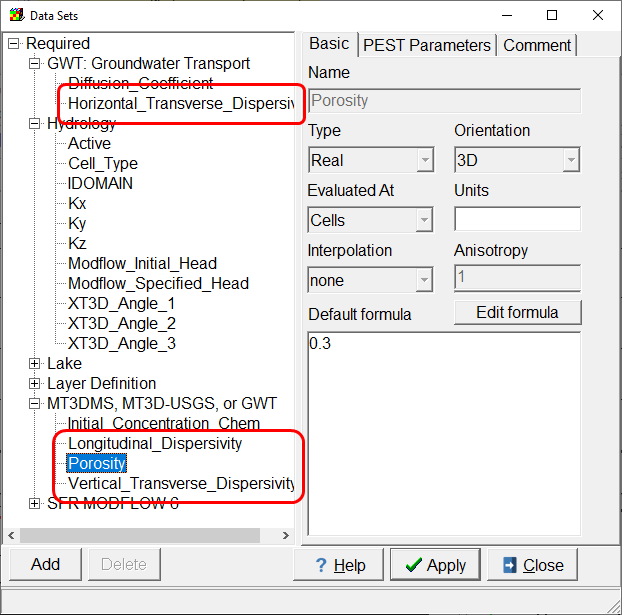 Data Sets
Required
GWT: Groundwater Transport
Diffusion_Coefficient
Horizontal_Transverse_Dispersiv
Hydrology
Active
Cell_Type
IDOMAIN
Kx
Ky
Kz
Modflow_Initial_Head
Modflow_Specified_Head
XT3D_Angle_1
XT3D_Angle_2
XT3D_Angle_3
Lake
Layer Definition
MT3DMS, MT3D-USGS, or GWT
Initial_Concentration_Chem
Longitudinal_Dispersivity
Porosity
Vertical_Transverse_Dispersivity
SFR MODFLOW 6
Add
Delete
Basic
PEST Parameters
Comment
Name
Porosity
Type
Orientation
Real
3D
Evaluated At
Units
Cells
Interpolation
Anisotropy
none
1
Default formula
Edit formula
0.3
? Help
Apply
Close